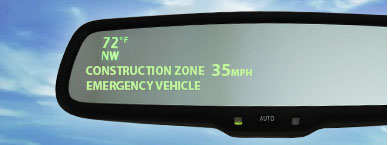 72°F
NW
CONSTRUCTION ZONE 35MPH
EMERGENCY VEHICLE
AUTO